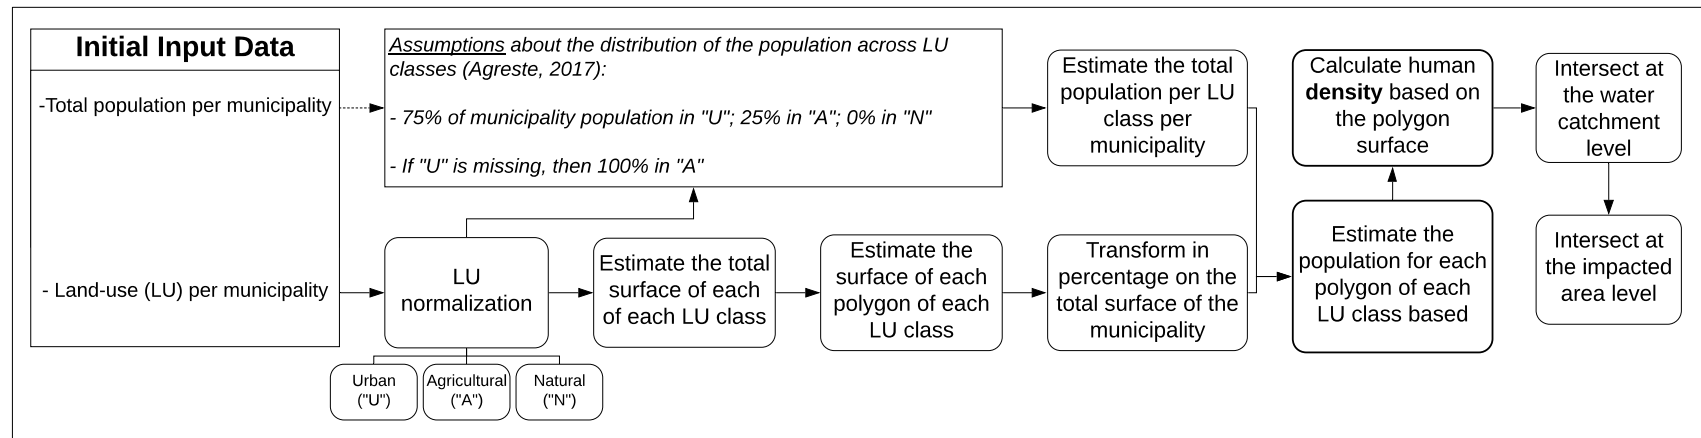 Initial Input Data
-Total population per municipality
- Land-use (LU) per municipality
Assumptions about the distribution of the population across LU
classes (Agreste, 2017):
- 75% of municipality population in "U"; 25% in "A"; 0% in "N"
- If "U" is missing, then 100% in "A"
Estimate the total
population per LU
class per
municipality
LU
normalization
Urban
("U")
Agricultural
("A")
Natural
("N")
Estimate the total
surface of each
of each LU class
Estimate the
surface of each
polygon of each
LU class
Transform in
percentage on the
total surface of the
municipality
Estimate the
population for each
polygon of each
LU class based
Calculate human
density based on
the polygon
surface
Intersect at
the water
catchment
level
Intersect at
the impacted
area level